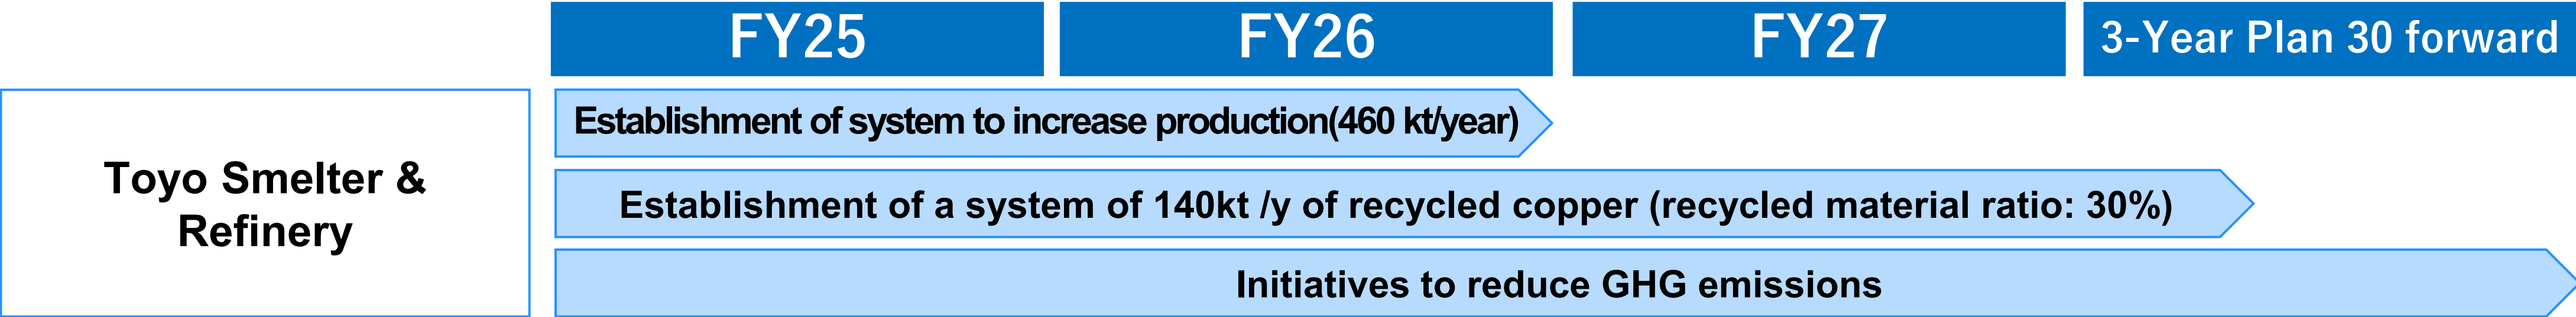 FY25
FY26
FY27
3-Year Plan 30 forward
Toyo Smelter &
Refinery
Establishment of system to increase production(460 kt/year)
Establishment of a system of 140kt /y of recycled copper (recycled material ratio: 30%)
Initiatives to reduce GHG emissions